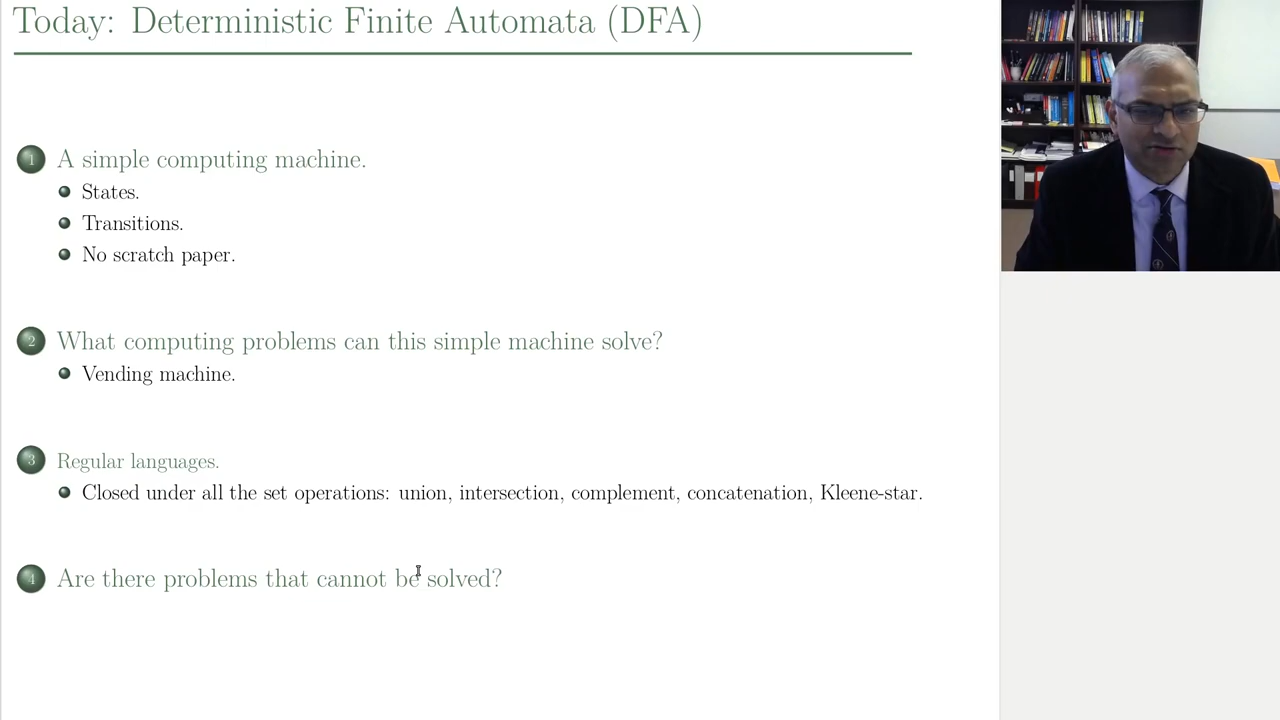 Today: Deterministic Finite Automata (DFA)
1 A simple computing machine.
States.
Transitions.
No scratch paper.
2 What computing problems can this simple machine solve?
Vending machine.
3 Regular languages.
Closed under all the set operations: union, intersection, complement, concatenation, Kleene-star.
4 Are there problems that cannot be solved?